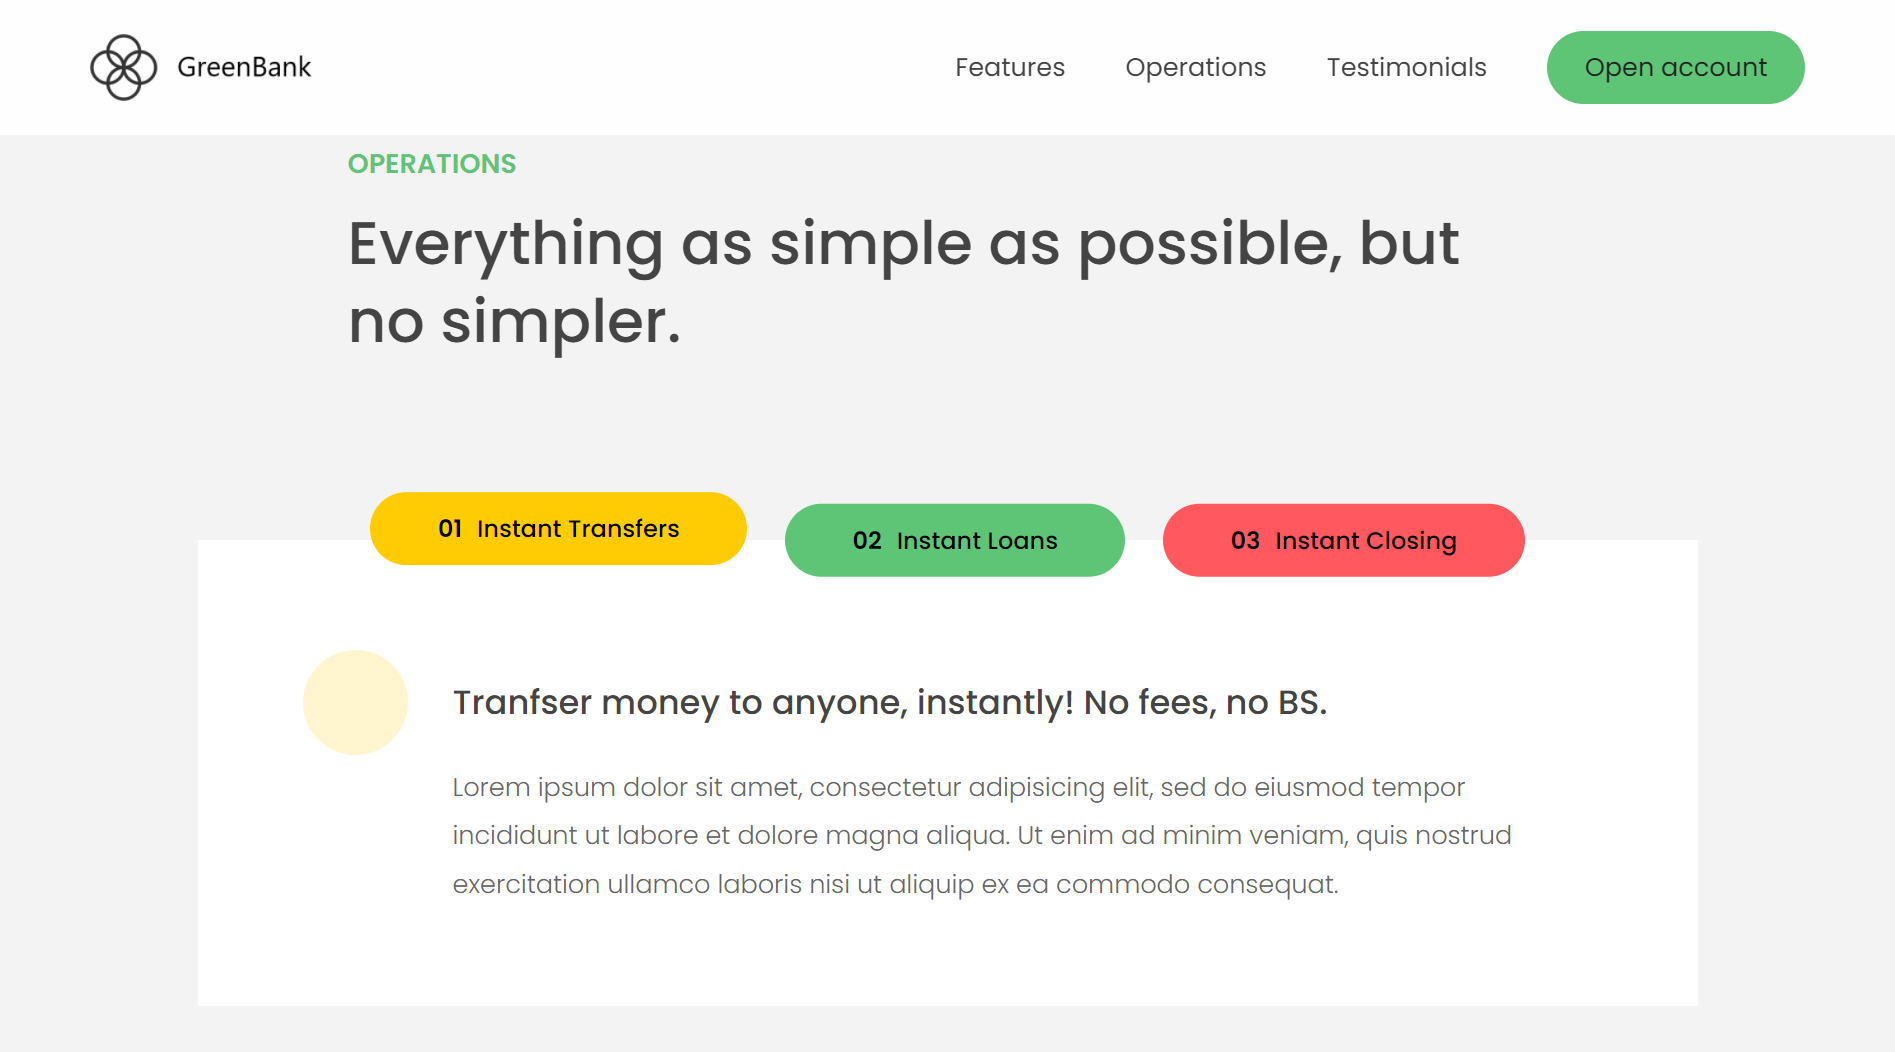 GreenBank
Features
Operations
Testimonials
Open account
OPERATIONS
Everything as simple as possible, but
no simpler.
01 Instant Transfers
02 Instant Loans
03 Instant Closing
Tranfser money to anyone, instantly! No fees, no BS.
Lorem ipsum dolor sit amet, consectetur adipisicing elit, sed do eiusmod tempor
incididunt ut labore et dolore magna aliqua. Ut enim ad minim veniam, quis nostrud
exercitation ullamco laboris nisi ut aliquip ex ea commodo consequat.